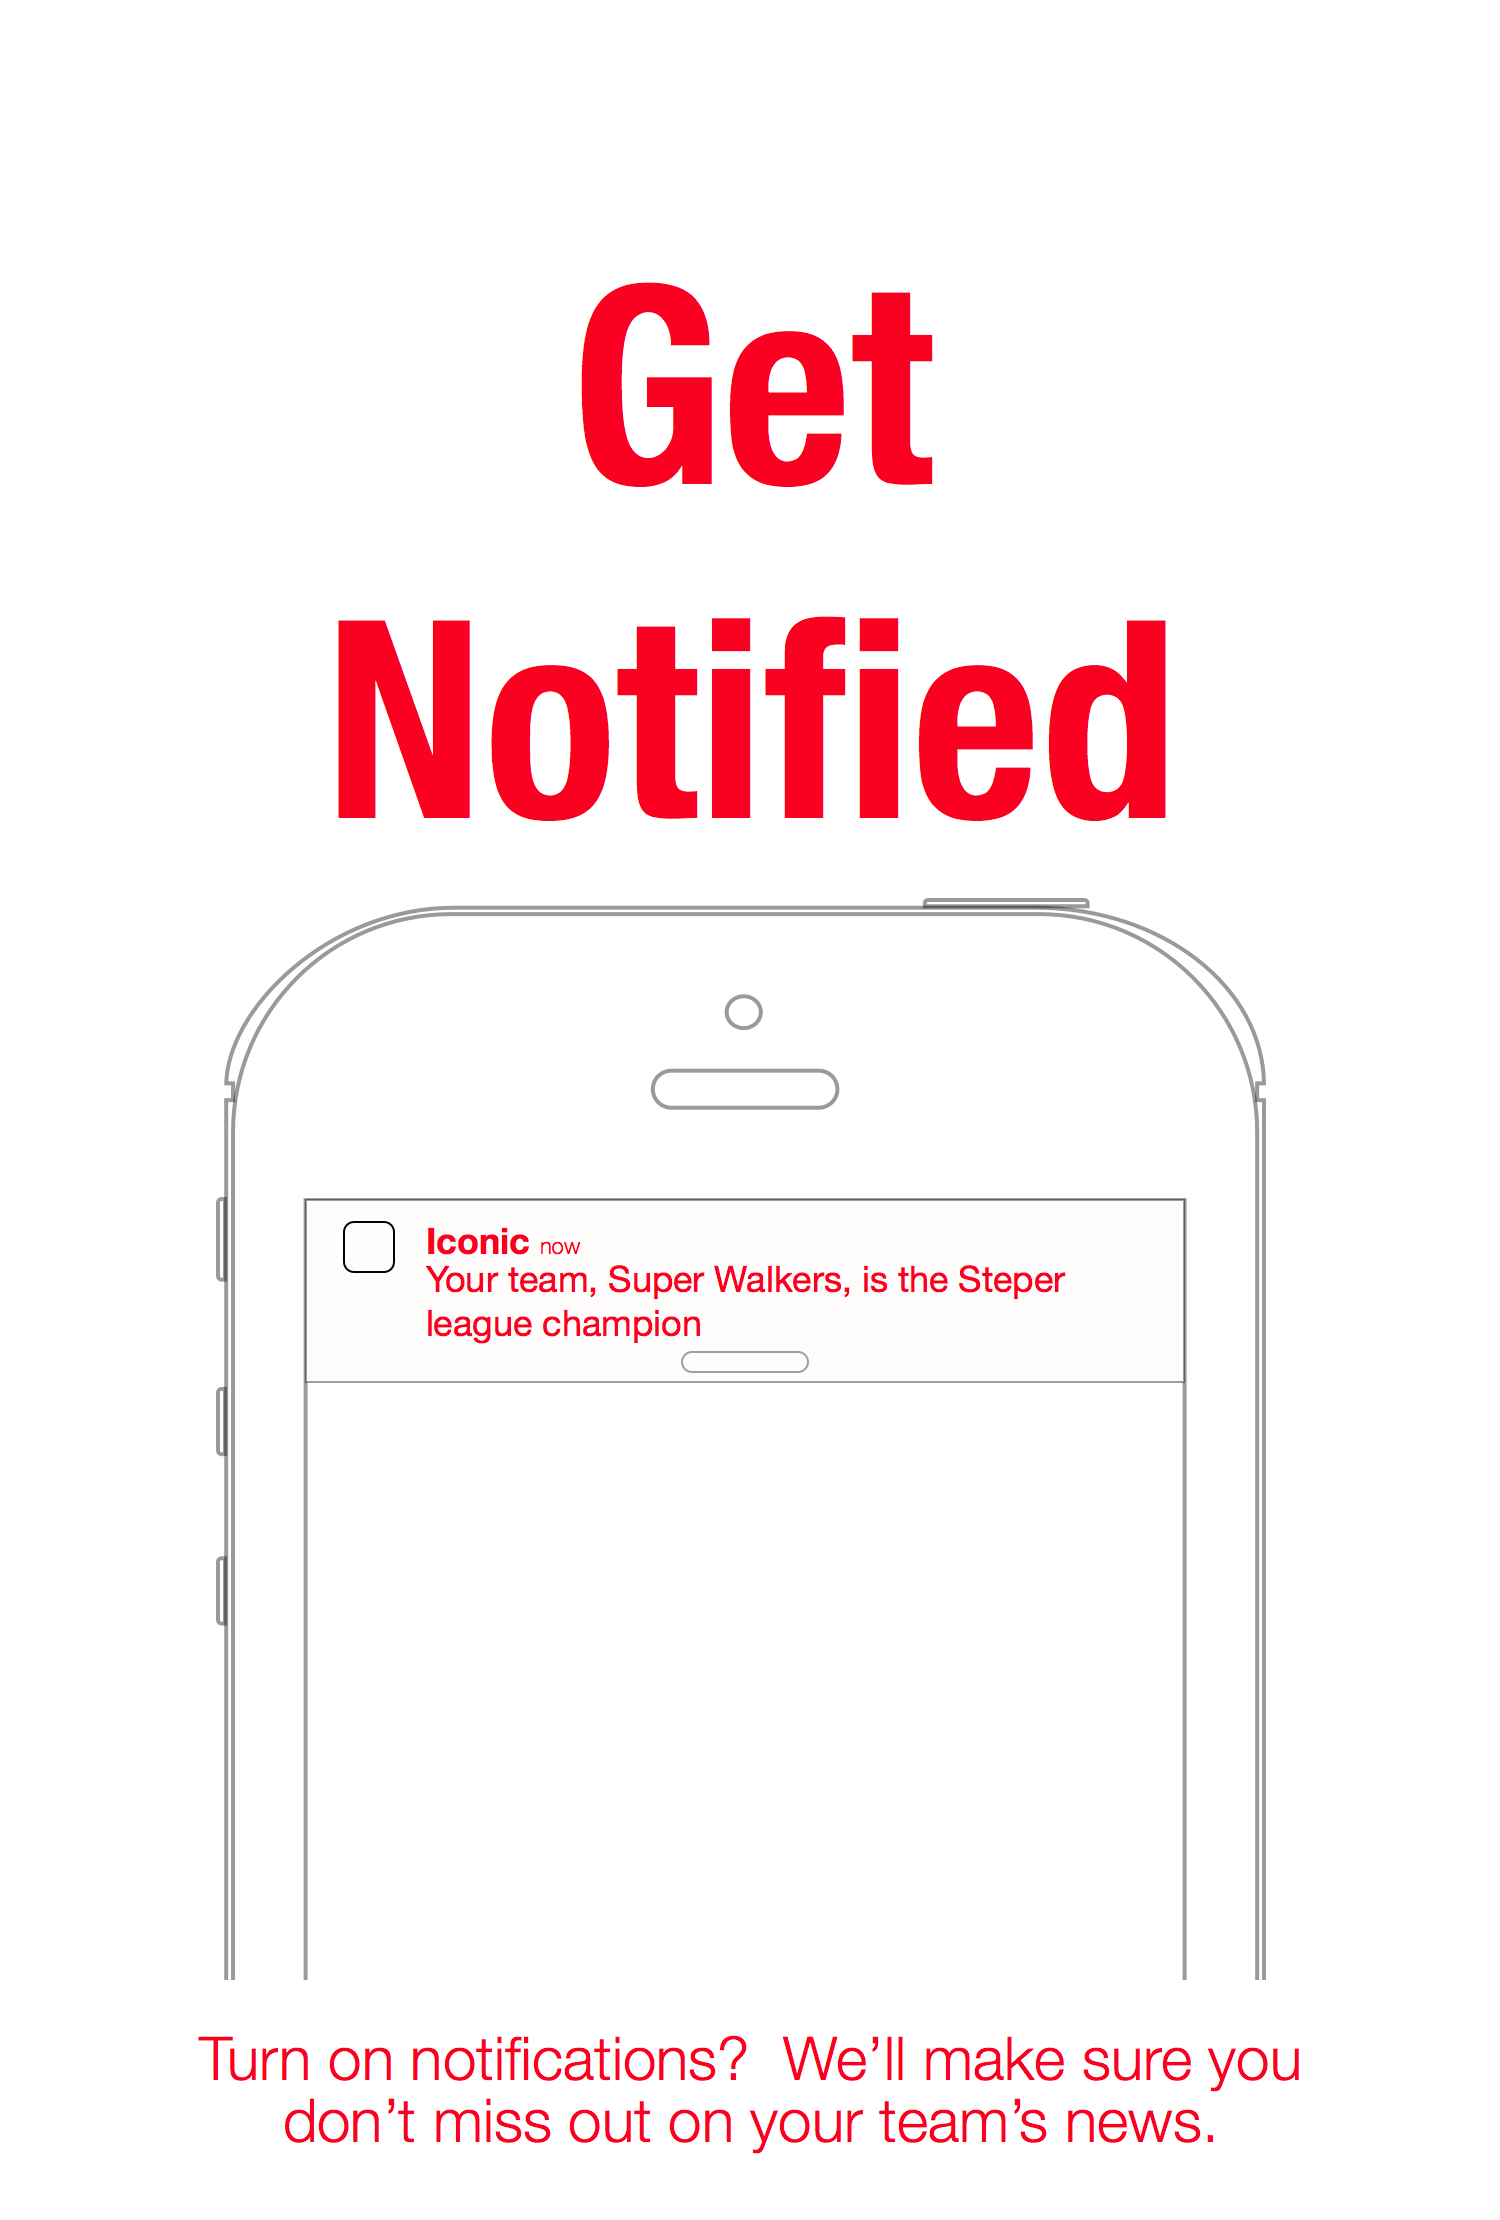 Get
Notified
Iconic now
Your team, Super Walkers, is the Steper
league champion
Turn on notifications?  We’ll make sure you
don’t miss out on your team’s news.